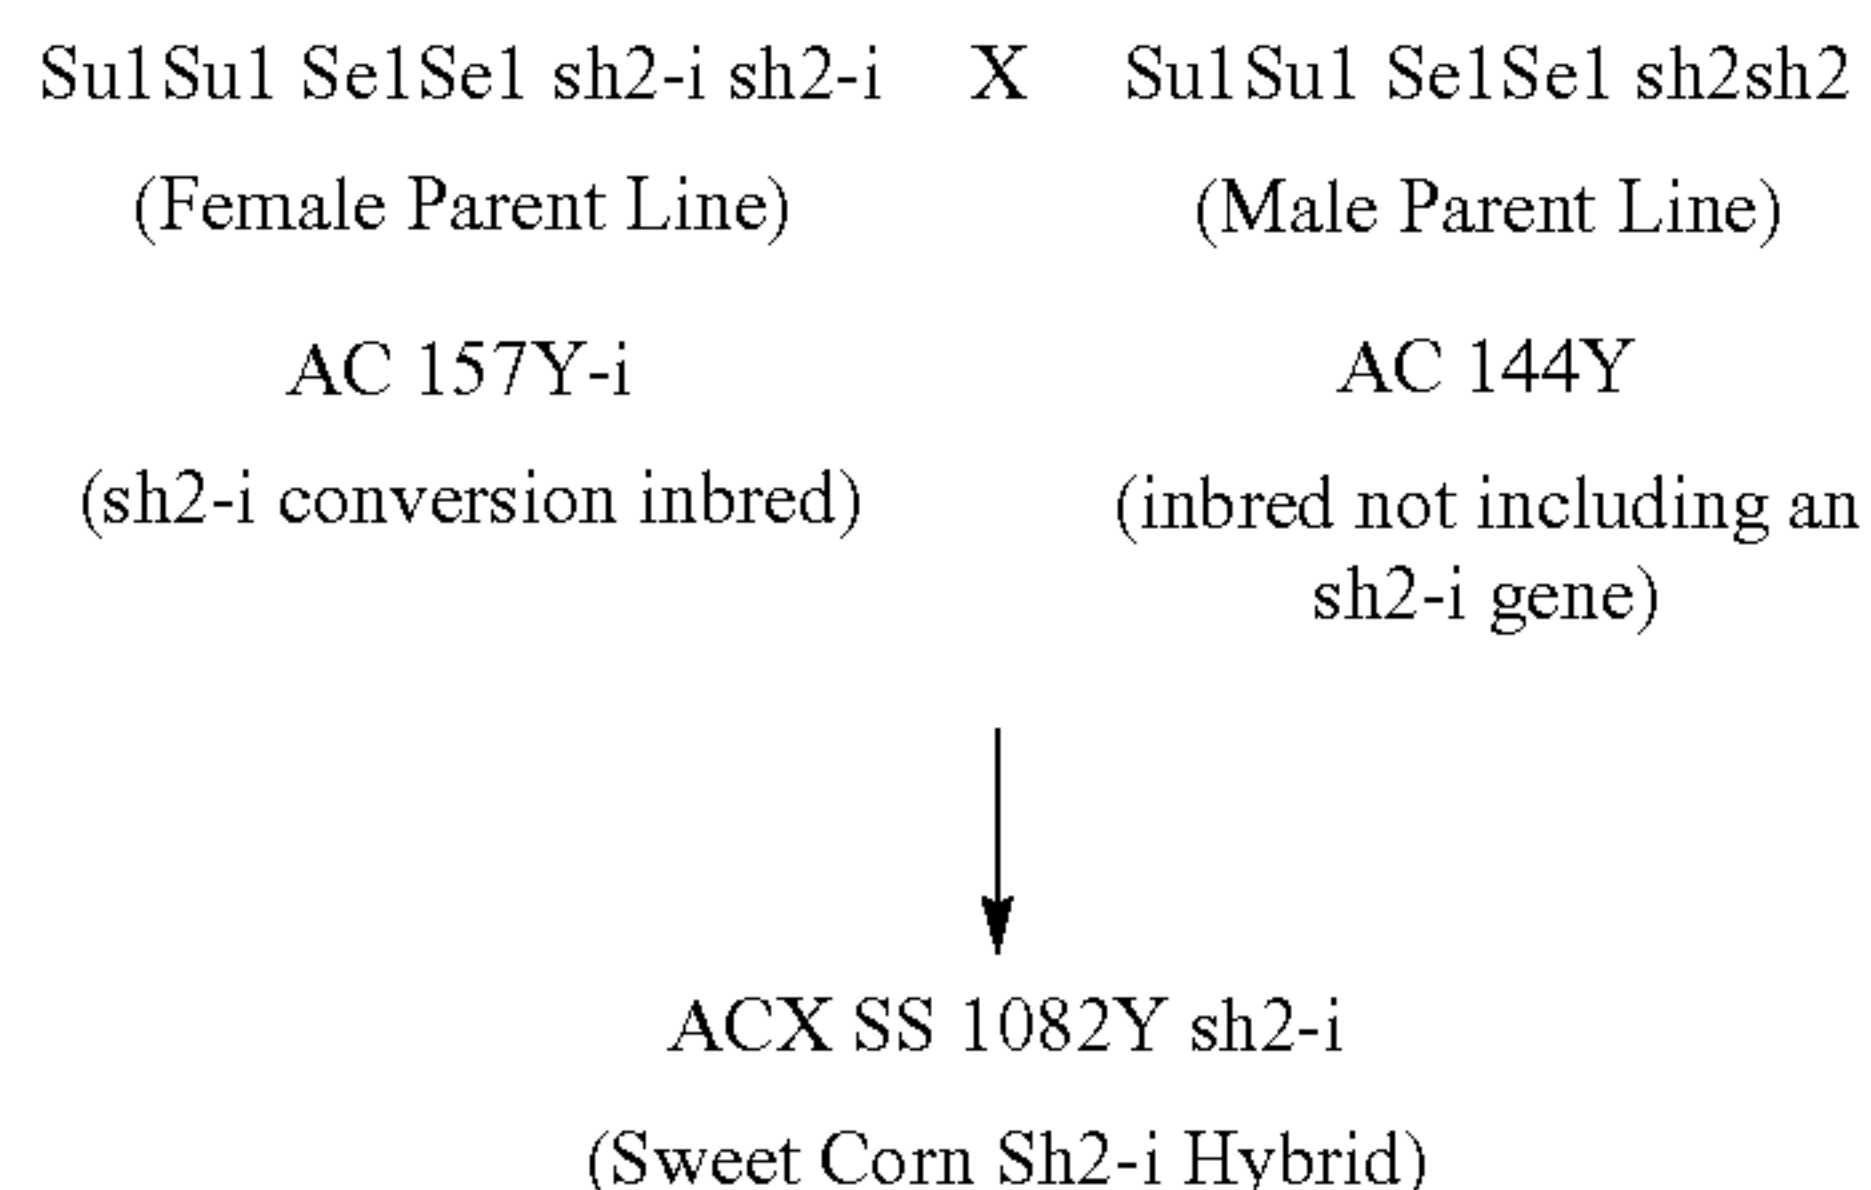 Su1Su1 Se1Se1 sh2-i sh2-i X Su1Su1 Se1Se1 sh2sh2
(Female Parent Line) (Male Parent Line)
AC 157Y-i AC 144Y
(sh2-i conversion inbred) (inbred not including an
sh2-i gene)
ACX SS 1082Y sh2-i
(Sweet Corn Sh2-i Hybrid)